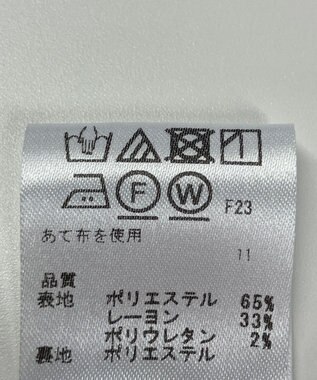 F W F23
あて布を使用
11
品質
表地 ポリエステル 65%
レーヨン 33%
ポリウレタン 2%
裏地 ポリエステル